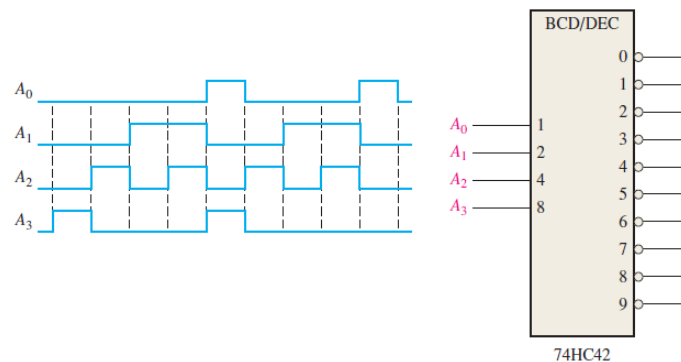 A₀
A₁
A₂
A₃
BCD/DEC
A₀ 1
A₁ 2
A₂ 4
A₃ 8
0
1
2
3
4
5
6
7
8
9
74HC42